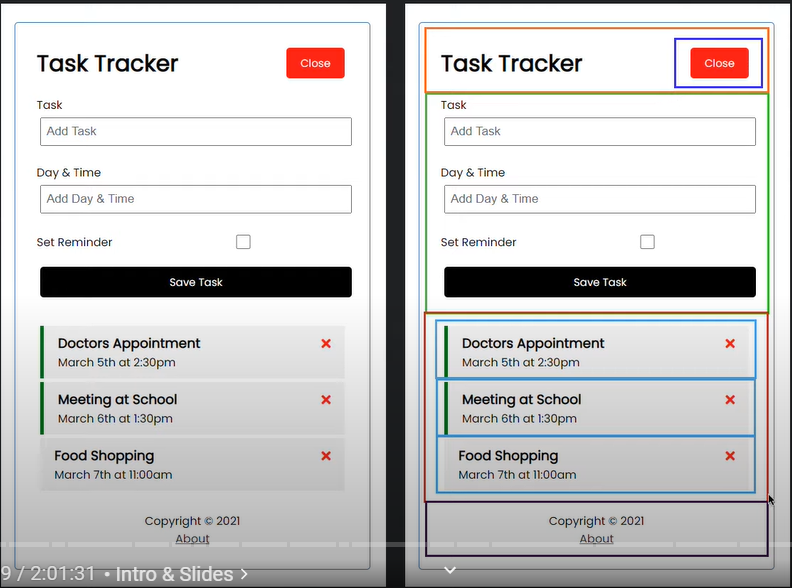 Task Tracker
Close
Task
Add Task
Day & Time
Add Day & Time
Set Reminder
Save Task
Doctors Appointment
March 5th at 2:30pm
Meeting at School
March 6th at 1:30pm
Food Shopping
March 7th at 11:00am
Copyright © 2021
About
Task Tracker
Close
Task
Add Task
Day & Time
Add Day & Time
Set Reminder
Save Task
Doctors Appointment
March 5th at 2:30pm
Meeting at School
March 6th at 1:30pm
Food Shopping
March 7th at 11:00am
Copyright © 2021
About
9 / 2:01:31 • Intro & Slides >